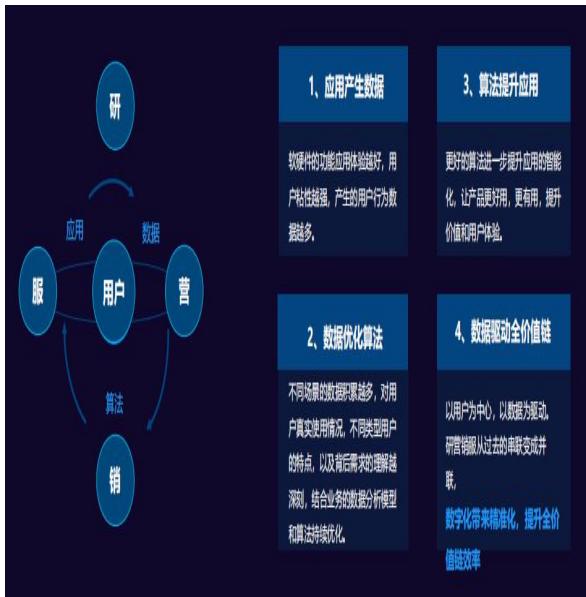 研
应用
数据
服
用户
营
算法
销
1、应用产生数据
软硬件的功能应用体验越好，用
户粘性越强，产生的用户行为数
据越多。
2、数据优化算法
不同场景的数据积累越多，对用
户真实使用情况，不同类型用户
的特点，以及背后需求的理解越
深刻，结合业务的数据分析模型
和算法持续优化。
3、算法提升应用
更好的算法进一步提升应用的智能
化，让产品更好用，更有用，提升
价值和用户体验。
4、数据驱动全价值链
以用户为中心，以数据为驱动。
研营销服从过去的串联变成并
联，
数字化带来精准化，提升全价
值链效率